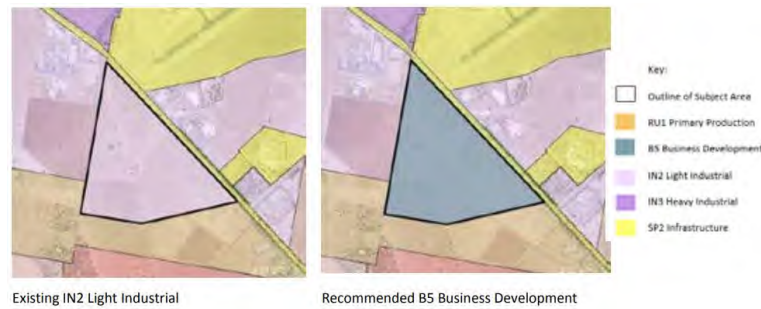 Key:
Outline of Subject Area
RU1 Primary Production
B5 Business Development
IN2 Light Industrial
IN3 Heavy Industrial
SP2 Infrastructure
Existing IN2 Light Industrial
Recommended B5 Business Development